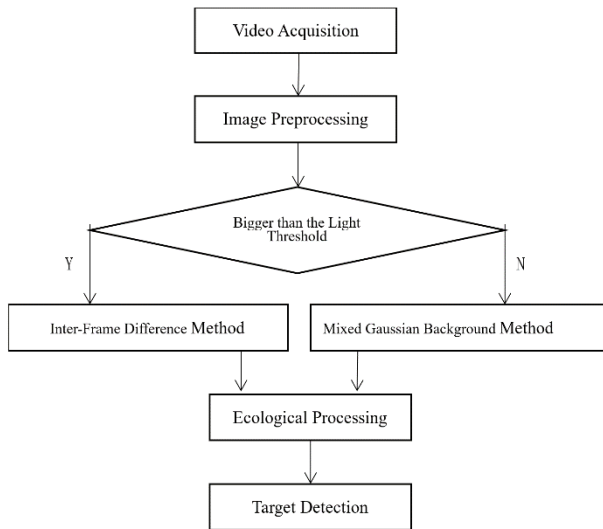 Video Acquisition
Image Preprocessing
Bigger than the Light
Threshold
Y
N
Inter-Frame Difference Method
Mixed Gaussian Background Method
Ecological Processing
Target Detection